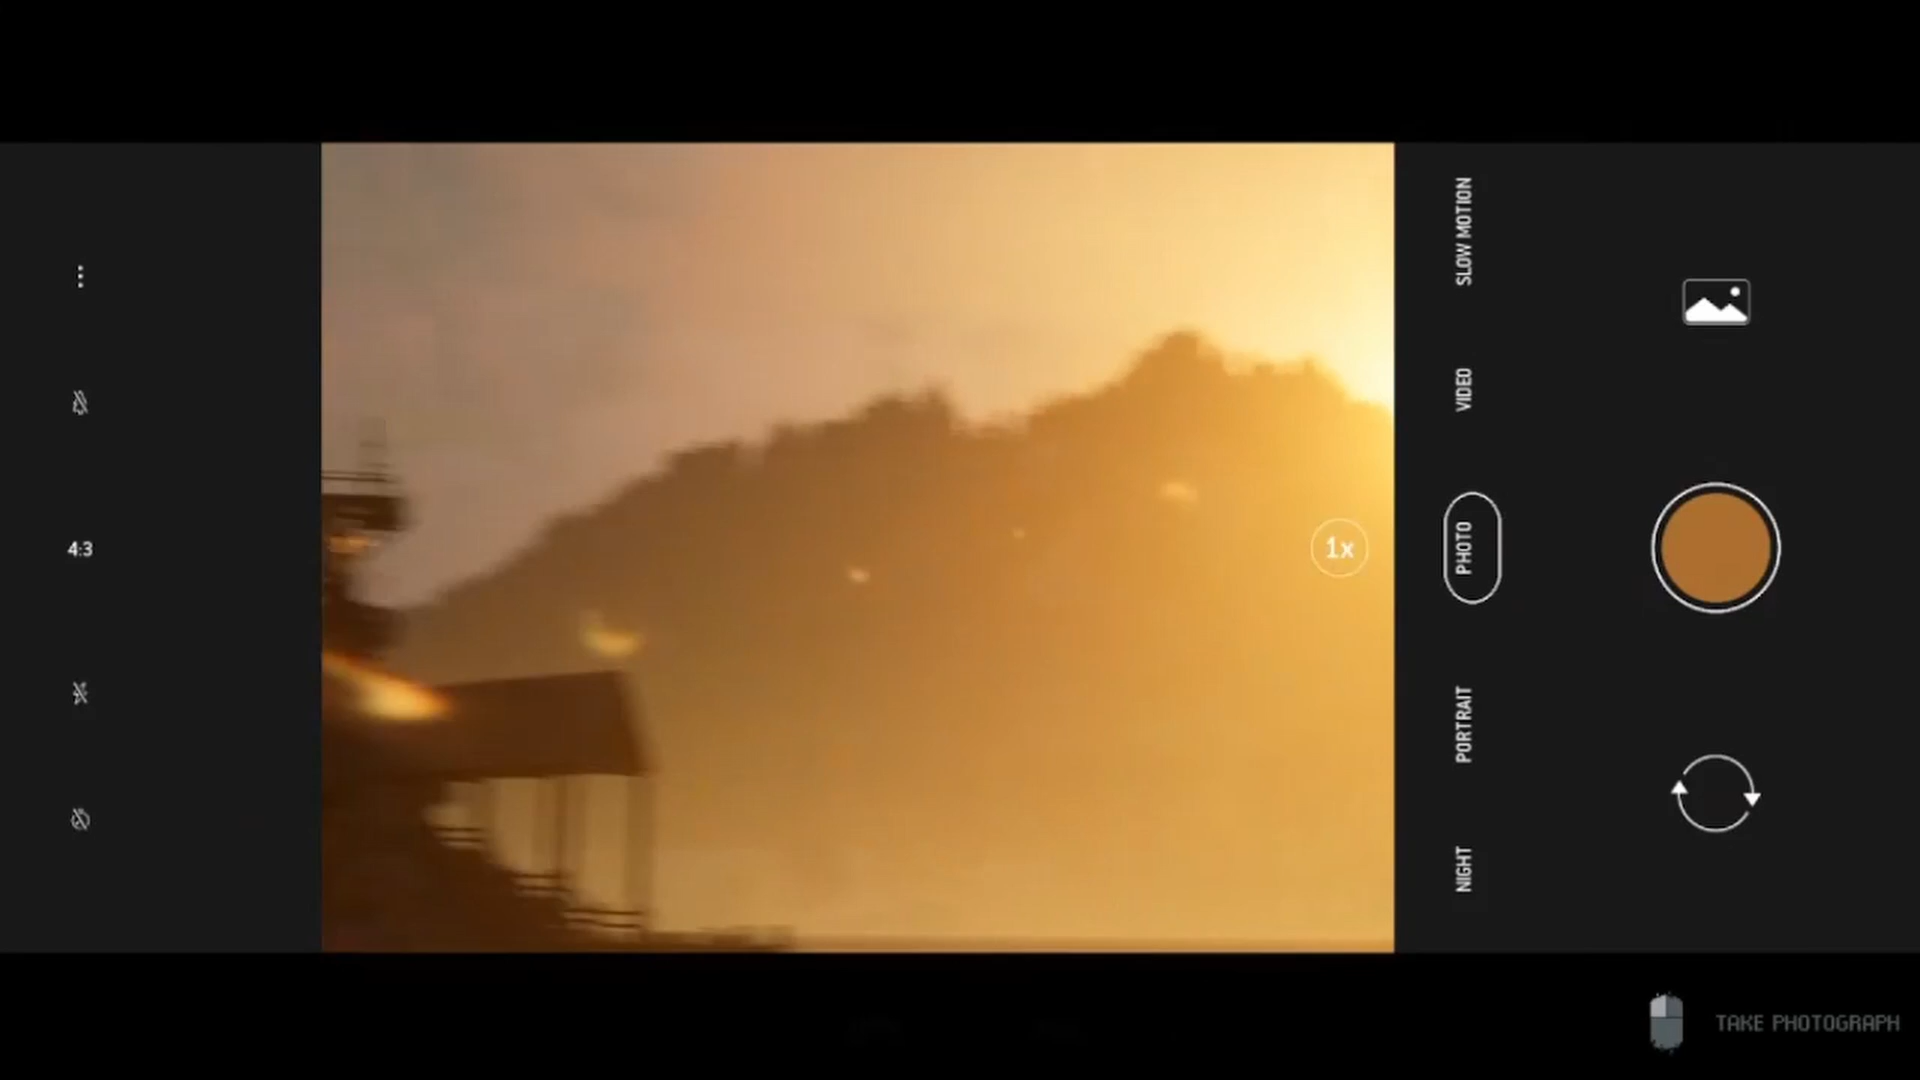 4:3
1x
SLOW MOTION
VIDEO
PHOTO
PORTRAIT
NIGHT
TAKE PHOTOGRAPH